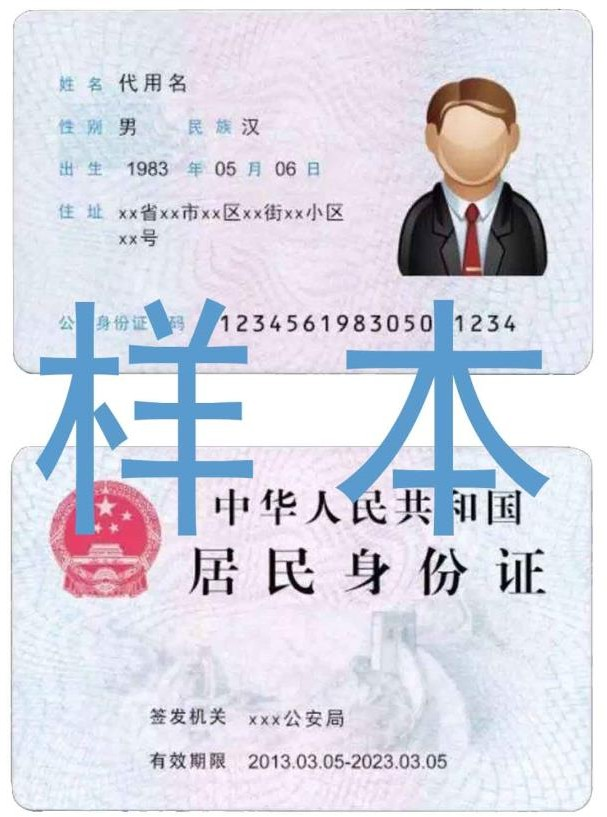 姓名 代用名
性别 男 民族 汉
出生 1983 年 05 月 06 日
住址 xx省xx市xx区xx街xx小区
xx号
公 身份证 码 1234561983050 1234
样本
中华人民共和国
居民身份证
签发机关 xxx公安局
有效期限 2013.03.05-2023.03.05